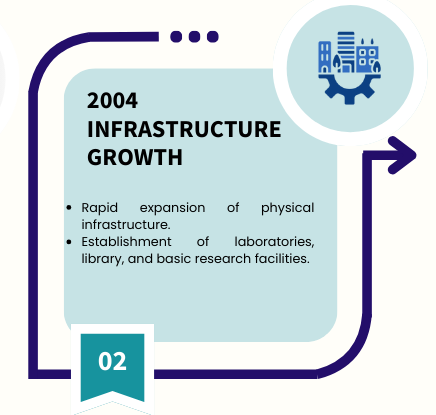 2004
INFRASTRUCTURE
GROWTH
• Rapid expansion of physical
infrastructure.
• Establishment of laboratories,
library, and basic research facilities.
02